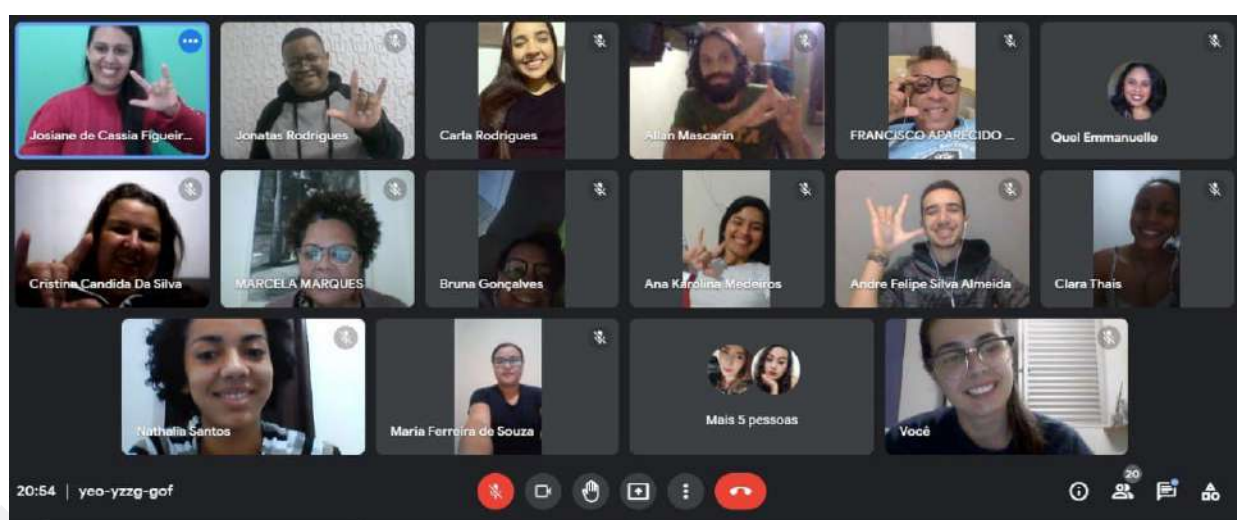 Josiane de Cassia Figueir...
Jonatas Rodrigues
Carla Rodrigues
Allan Mascarin
FRANCISCO APARECIDO ...
Quel Emmanuelle
Cristina Candida Da Silva
MARCELA MARQUES
Bruna Gonçalves
Ana Karolina Medeiros
Andre Felipe Silva Almeida
Clara Thais
Nathalia Santos
Maria Ferreira de Souza
Mais 5 pessoas
Você
20:54 | yeo-yzzg-gof
20